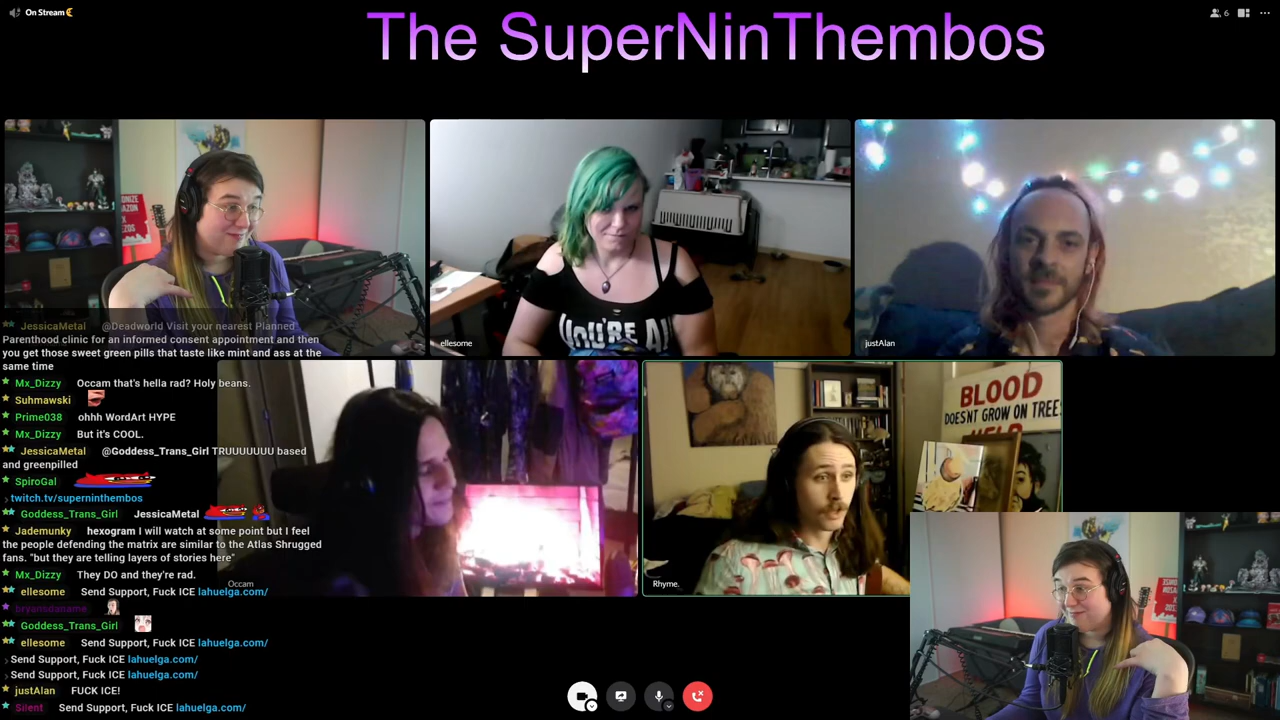 On Stream
The SuperNinThembos
6
BLOOD
DOESN'T GROW ON TREES
HELP
YOU'RE A
ellesome
justAlan
Occam
Rhyme.
JessicaMetal @Deadworld Visit your nearest Planned
Parenthood clinic for an informed consent appointment and then
you get those sweet green pills that taste like mint and ass at the
same time
Mx_Dizzy Occam that's hella rad? Holy beans.
Suhmawski
Prime038 ohhh WordArt HYPE
Mx_Dizzy But it's COOL.
JessicaMetal @Goddess_Trans_Girl TRUUUUUUU based
and greenpilled
SpiroGal
twitch.tv/superninthembos
Goddess_Trans_Girl JessicaMetal
Jademunky hexogram I will watch at some point but I feel
the people defending the matrix are similar to the Atlas Shrugged
fans. "but they are telling layers of stories here"
Mx_Dizzy They DO and they're rad.
ellesome Send Support, Fuck ICE lahuelga.com/
bryansdaname
Goddess_Trans_Girl
ellesome Send Support, Fuck ICE lahuelga.com/
Send Support, Fuck ICE lahuelga.com/
Send Support, Fuck ICE lahuelga.com/
justAlan FUCK ICE!
Silent Send Support, Fuck ICE lahuelga.com/